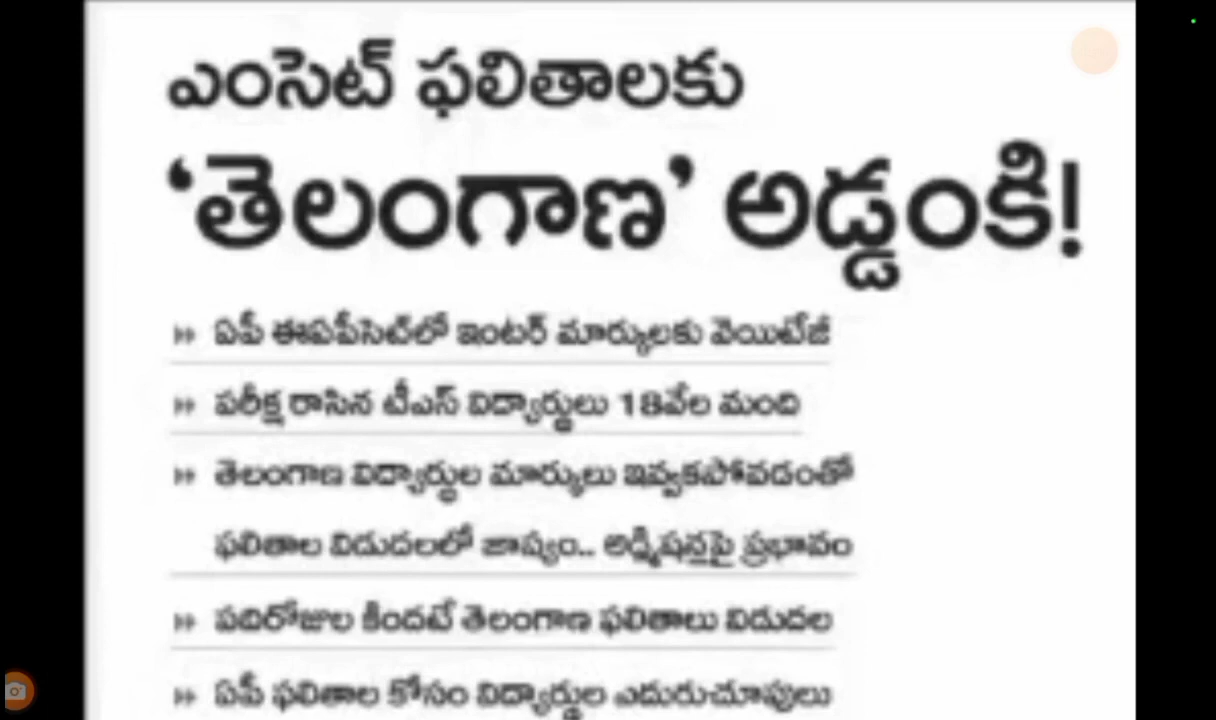 ఎంసెట్ ఫలితాలకు
‘తెలంగాణ’ అడ్డంకి!
» ఏపీ ఈఏపీసెట్‌లో ఇంటర్ మార్కులకు వెయిటేజీ
» పరీక్ష రాసిన టీఎస్ విద్యార్థులు 18వేల మంది
» తెలంగాణ విద్యార్థుల మార్కులు ఇవ్వకపోవడంతో
ఫలితాల విడుదలలో జాప్యం.. అడ్మిషన్లపై ప్రభావం
» పదిరోజుల కిందటే తెలంగాణ ఫలితాలు విడుదల
» ఏపీ ఫలితాల కోసం విద్యార్థుల ఎదురుచూపులు